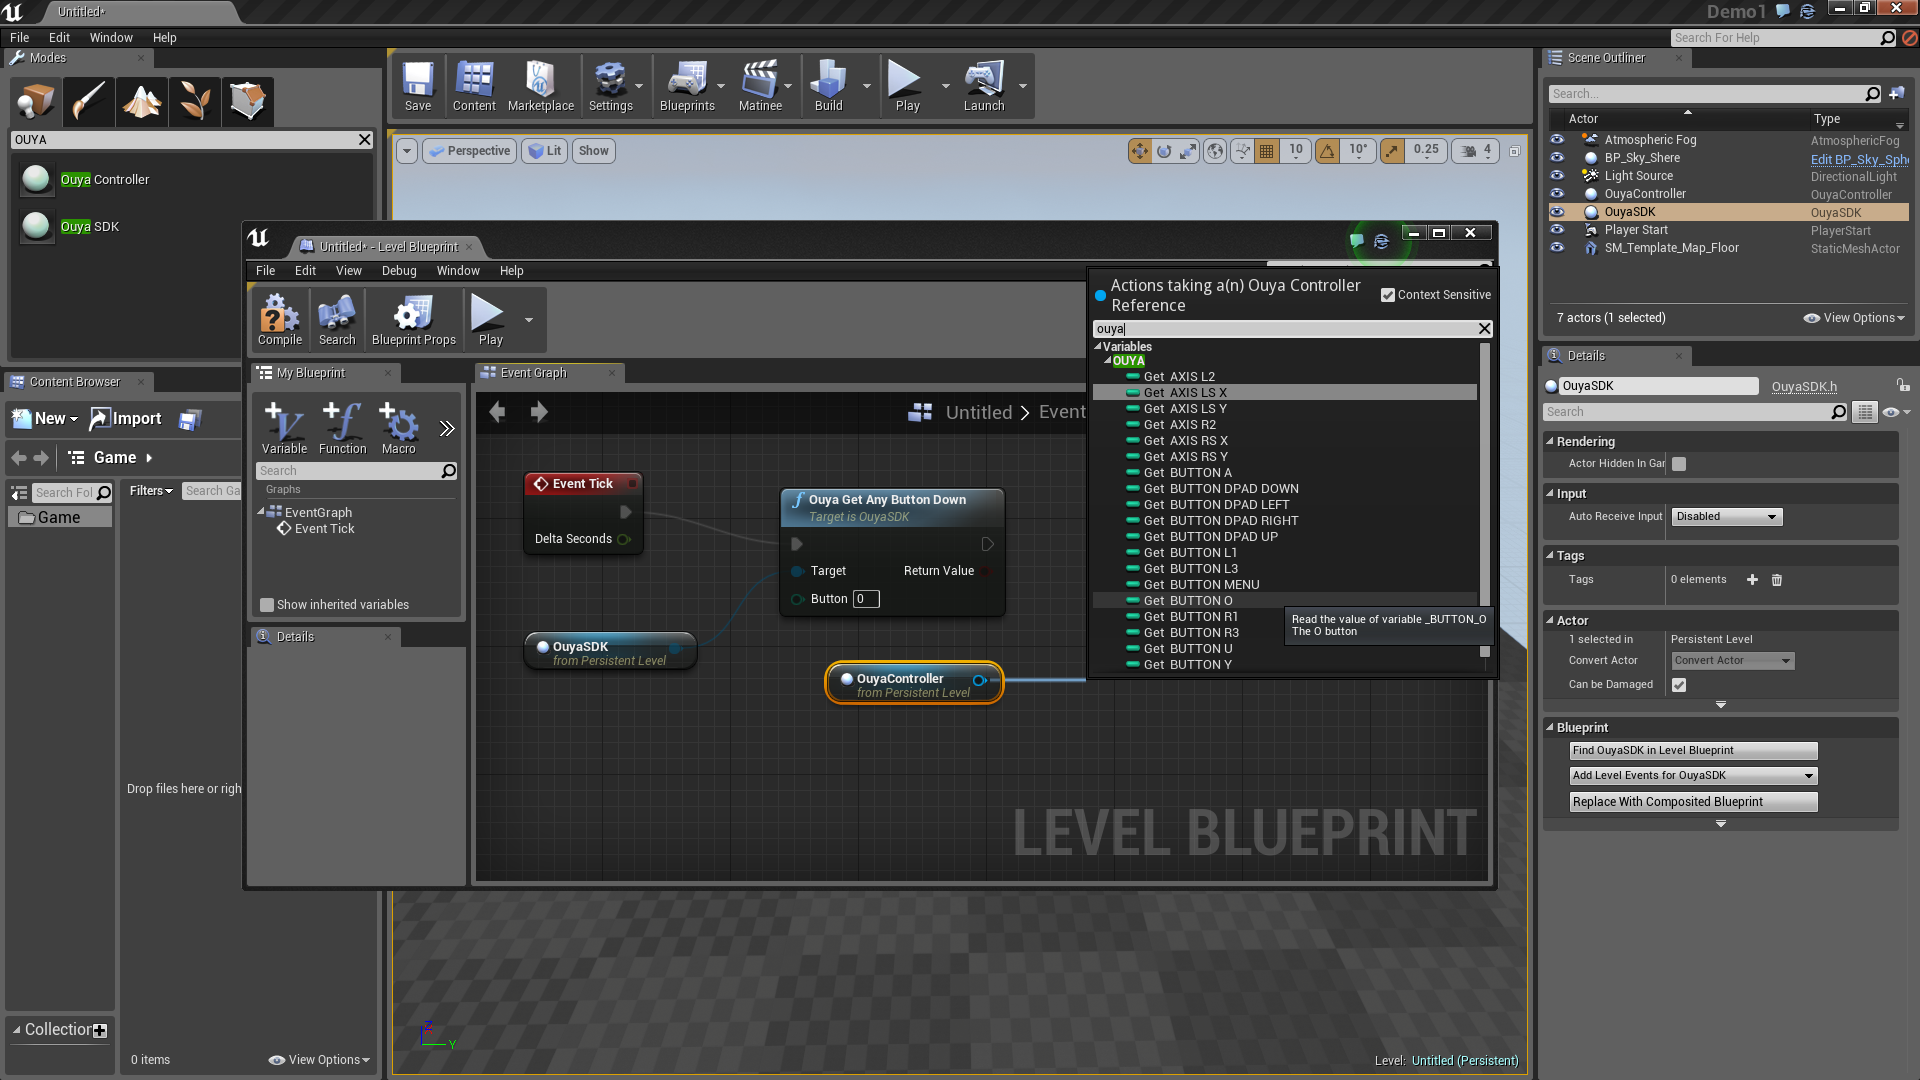 Untitled*
Demo1
File Edit Window Help
Search For Help
Modes
OUYA
Ouya Controller
Ouya SDK
Save
Content
Marketplace
Settings
Blueprints
Matinee
Build
Play
Launch
Perspective
Lit
Show
10
10°
0.25
4
Scene Outliner
Search...
Actor Type
Atmospheric Fog AtmosphericFog
BP_Sky_Shere Edit BP_Sky_Sph
Light Source DirectionalLight
OuyaController OuyaController
OuyaSDK OuyaSDK
Player Start PlayerStart
SM_Template_Map_Floor StaticMeshActor
7 actors (1 selected)
View Options
Untitled* - Level Blueprint
File Edit View Debug Window Help
Compile
Search
Blueprint Props
Play
My Blueprint
Variable
Function
Macro
Search
Graphs
EventGraph
Event Tick
Show inherited variables
Details
Event Graph
Untitled > Event
Event Tick
Delta Seconds
Ouya Get Any Button Down
Target is OuyaSDK
Target
Return Value
Button 0
OuyaSDK
from Persistent Level
OuyaController
from Persistent Level
LEVEL BLUEPRINT
Actions taking a(n) Ouya Controller
Reference
Context Sensitive
ouya
Variables
OUYA
Get AXIS L2
Get AXIS LS X
Get AXIS LS Y
Get AXIS R2
Get AXIS RS X
Get AXIS RS Y
Get BUTTON A
Get BUTTON DPAD DOWN
Get BUTTON DPAD LEFT
Get BUTTON DPAD RIGHT
Get BUTTON DPAD UP
Get BUTTON L1
Get BUTTON L3
Get BUTTON MENU
Get BUTTON O
Get BUTTON R1
Get BUTTON R3
Get BUTTON U
Get BUTTON Y
Read the value of variable _BUTTON_O
The O button
Content Browser
New
Import
Game
Search Fol
Filters
Search Ga
Game
Drop files here or righ
Collection
0 items
View Options
Z
Y
Level: Untitled (Persistent)
Details
OuyaSDK
OuyaSDK.h
Search
Rendering
Actor Hidden In Gar
Input
Auto Receive Input Disabled
Tags
Tags 0 elements
Actor
1 selected in Persistent Level
Convert Actor Convert Actor
Can be Damaged
Blueprint
Find OuyaSDK in Level Blueprint
Add Level Events for OuyaSDK
Replace With Composited Blueprint